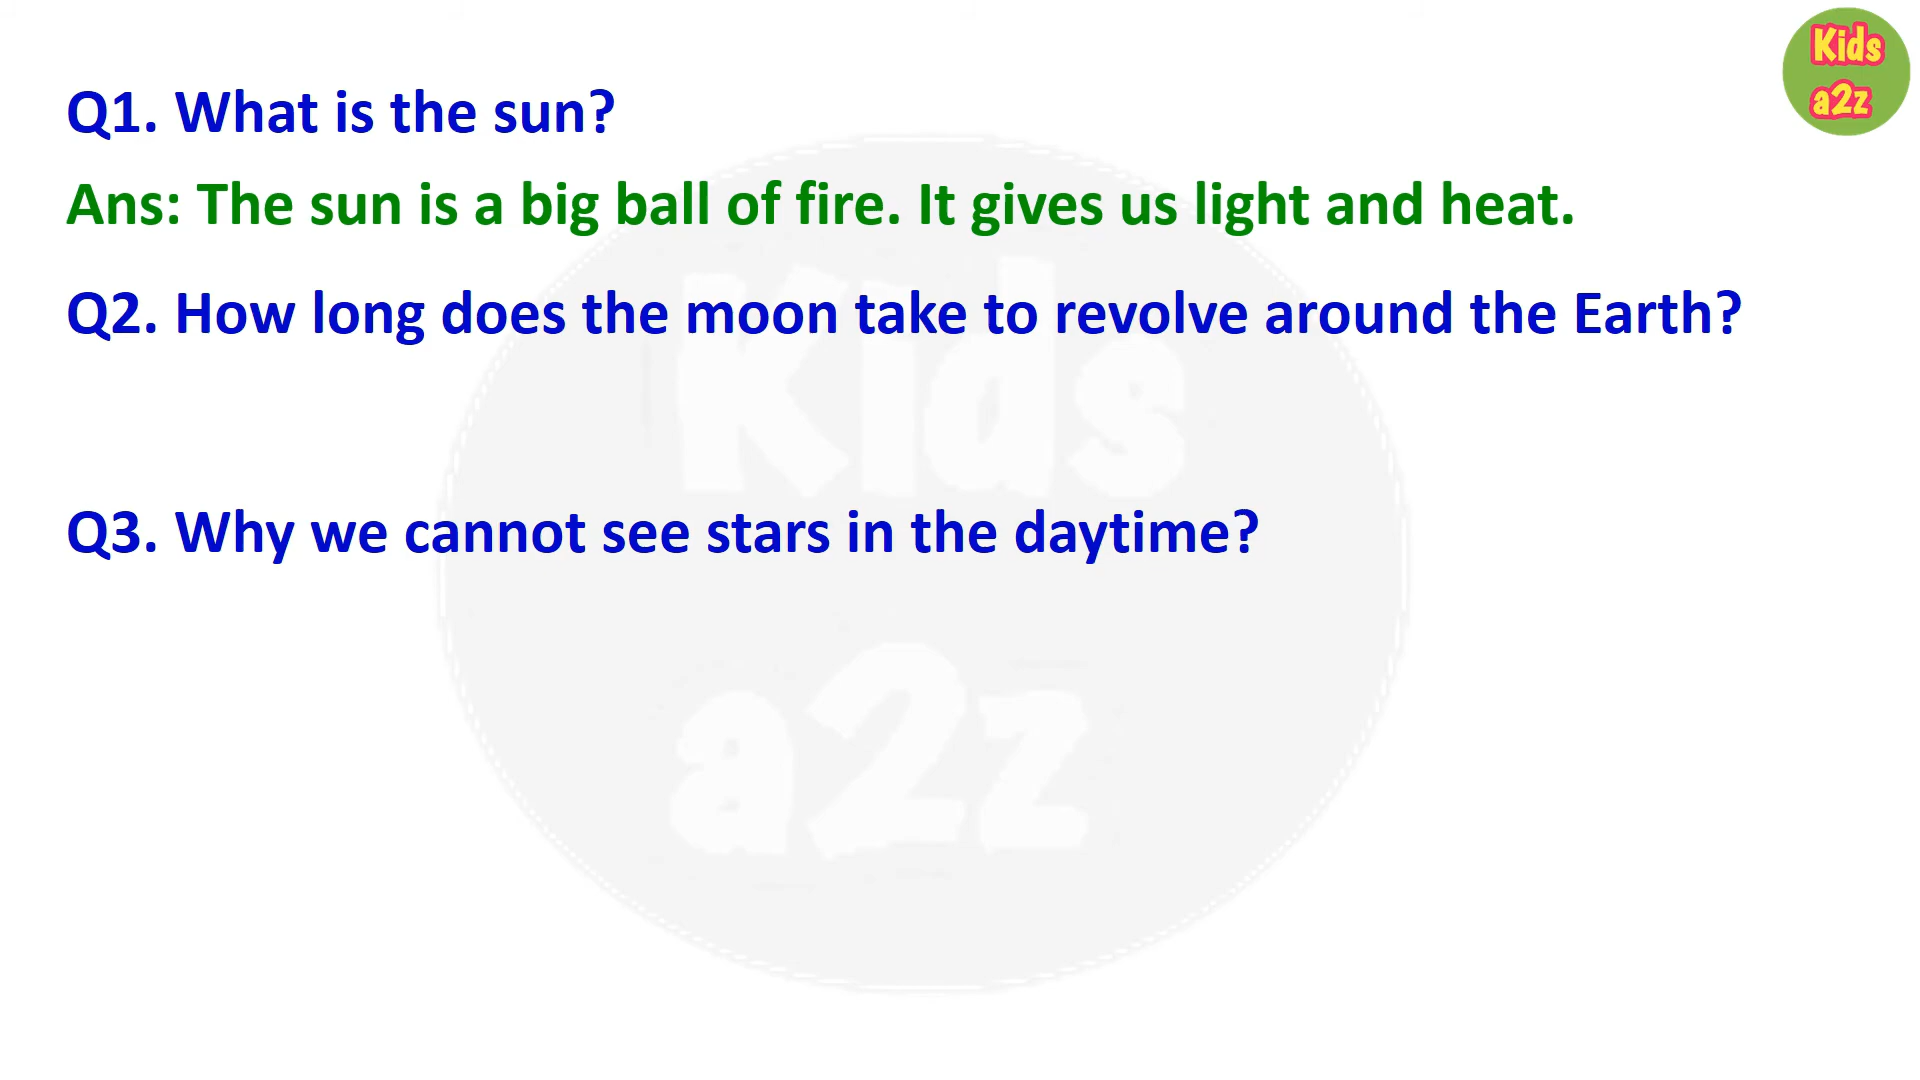 Kids
a2z
Q1. What is the sun?
Ans: The sun is a big ball of fire. It gives us light and heat.
Q2. How long does the moon take to revolve around the Earth?
Q3. Why we cannot see stars in the daytime?
Kids
a2z